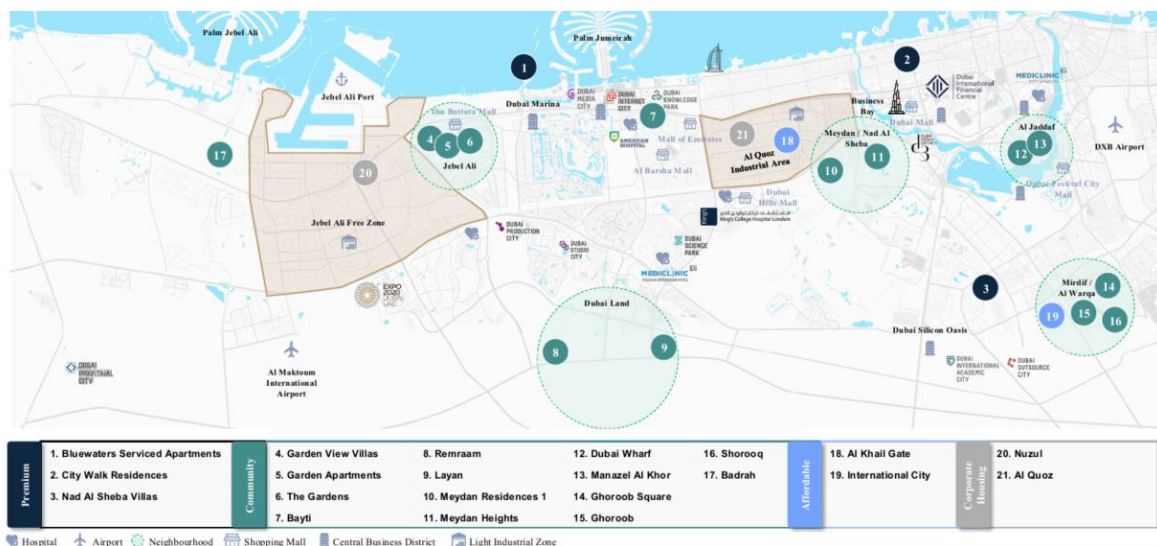 Palm Jebel Ali
Palm Jumeirah
1
2
Dubai
International
Financial
Centre
MEDICLINIC
Jebel Ali Port
Dubai Marina
DUBAI
MEDIA
CITY
DUBAI
INTERNET
CITY
DUBAI
KNOWLEDGE
PARK
Business
Bay
Dubai Mall
Ibn Battuta Mall
7
AMERICAN
HOSPITAL
Mall of Emirates
21
18
Al Quoz
Industrial Area
Meydan / Nad Al
Sheba
Al Jaddaf
DXB Airport
4
5
6
Jebel Ali
17
20
Al Barsha Mall
10
11
12
13
Dubai Festival City
Mall
Dubai
Hills Mall
King's
King's College Hospital London
Jebel Ali Free Zone
DUBAI
PRODUCTION
CITY
DUBAI
STUDIO
CITY
DUBAI
SCIENCE
PARK
MEDICLINIC
EXPO
2020
DUBAI
UAE
Dubai Land
3
Mirdif /
Al Warqa
14
15
16
19
8
9
Dubai Silicon Oasis
DUBAI
INTERNATIONAL
ACADEMIC
CITY
DUBAI
OUTSOURCE
CITY
DUBAI
INDUSTRIAL
CITY
Al Maktoum
International
Airport
Premium
1. Bluewaters Serviced Apartments
2. City Walk Residences
3. Nad Al Sheba Villas
Community
4. Garden View Villas
5. Garden Apartments
6. The Gardens
7. Bayti
8. Remraam
9. Layan
10. Meydan Residences 1
11. Meydan Heights
12. Dubai Wharf
13. Manazel Al Khor
14. Ghoroob Square
15. Ghoroob
16. Shorooq
17. Badrah
Affordable
18. Al Khail Gate
19. International City
Corporate
Housing
20. Nuzul
21. Al Quoz
Hospital
Airport
Neighbourhood
Shopping Mall
Central Business District
Light Industrial Zone